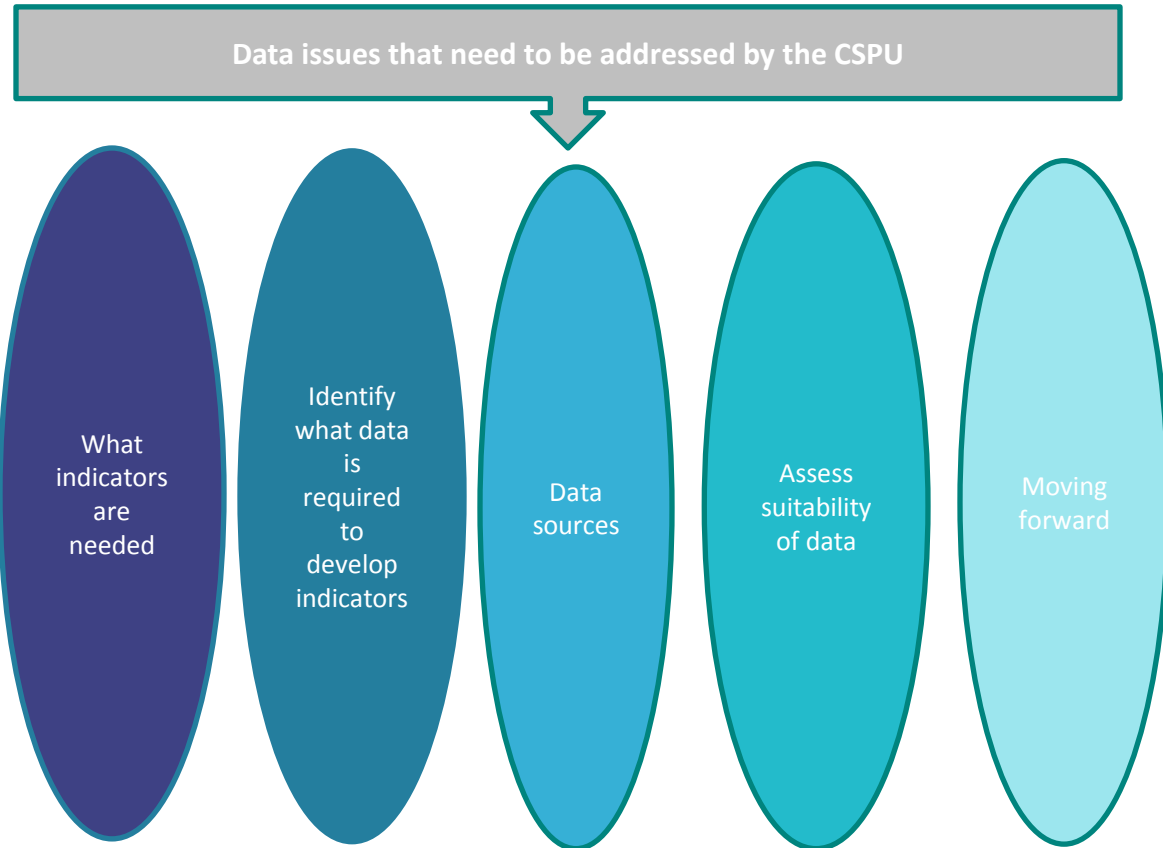 Data issues that need to be addressed by the CSPU
What
indicators
are
needed
Identify
what data
is
required
to
develop
indicators
Data
sources
Assess
suitability
of data
Moving
forward